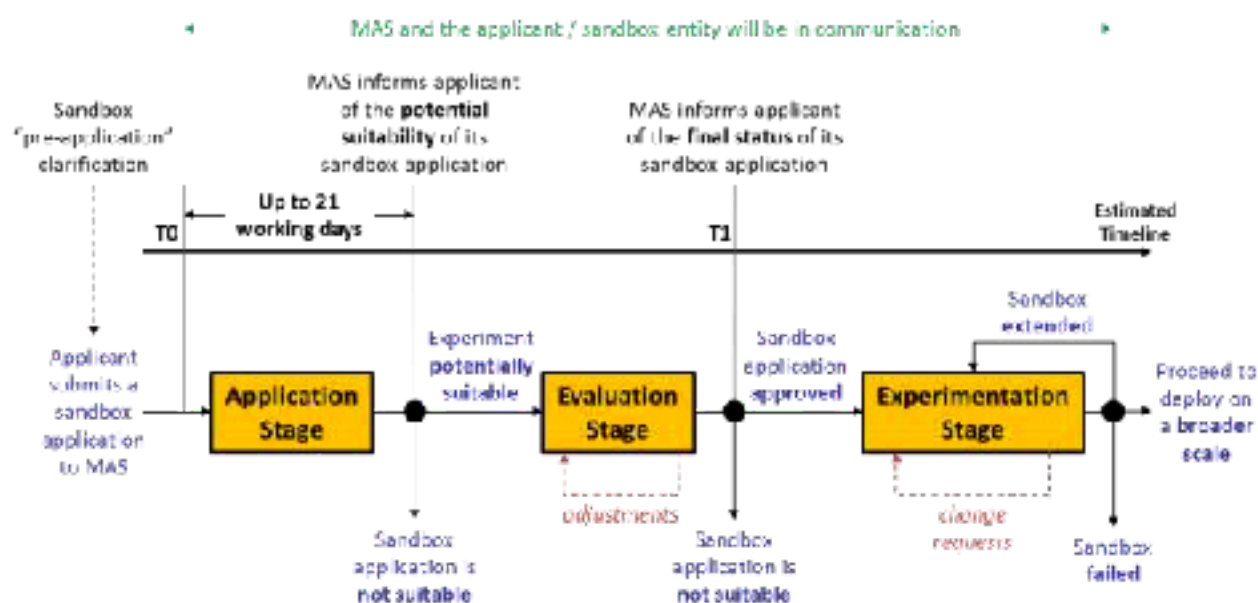 MAS and the applicant / sandbox entity will be in communication
Sandbox
"pre-application"
clarification
MAS informs applicant
of the potential
suitability of its
sandbox application
MAS informs applicant
of the final status of its
sandbox application
Up to 21
working days
T0
T1
Estimated
Timeline
Applicant
submits a
sandbox
application
to MAS
Application
Stage
Experiment
potentially
suitable
Evaluation
Stage
Sandbox
application
approved
Experimentation
Stage
Sandbox
extended
Proceed to
deploy on
a broader
scale
adjustments
change
requests
Sandbox
application is
not suitable
Sandbox
application is
not suitable
Sandbox
failed